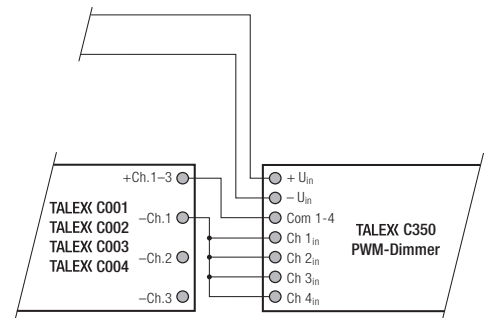 +Ch.1–3
TALEXX C001
TALEXX C002
TALEXX C003
TALEXX C004
–Ch.1
–Ch.2
–Ch.3
+ Uin
– Uin
Com 1-4
Ch 1in
Ch 2in
Ch 3in
Ch 4in
TALEXX C350
PWM-Dimmer